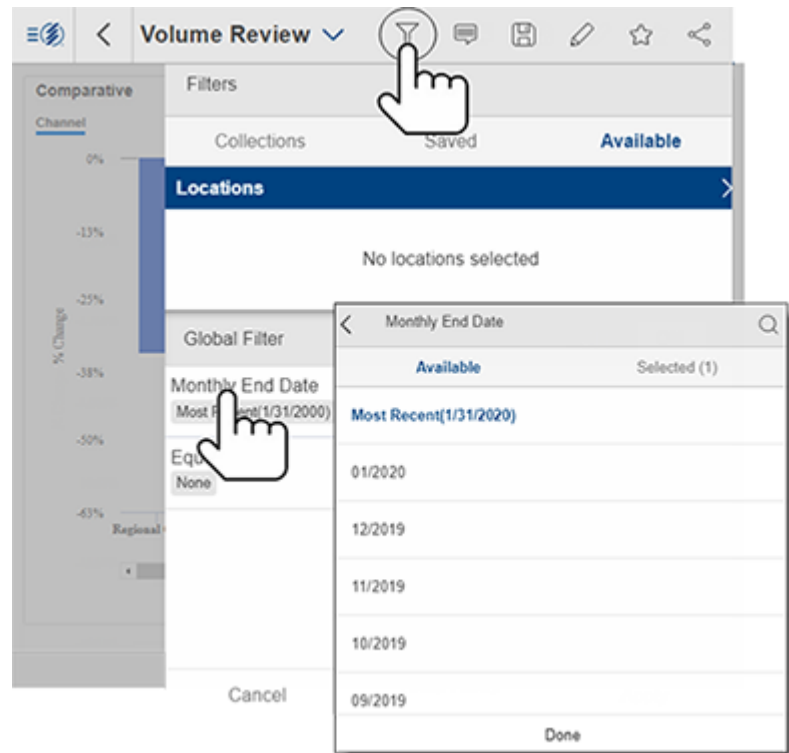 Volume Review
Comparative
Channel
0%
-13%
-25%
-38%
-50%
-63%
% Change
Regional
Filters
Collections
Saved
Available
Locations
No locations selected
Global Filter
Monthly End Date
Most R ent(1/31/2000)
Equ
None
Cancel
Monthly End Date
Available
Selected (1)
Most Recent(1/31/2020)
01/2020
12/2019
11/2019
10/2019
09/2019
Done